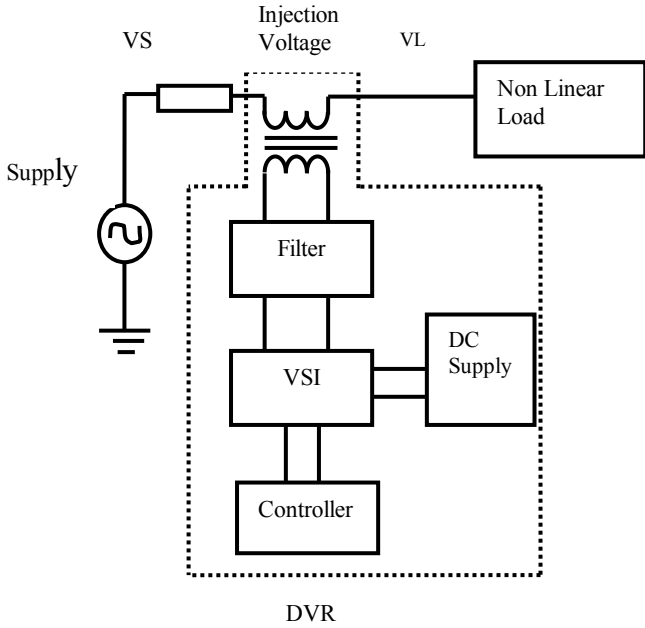 Injection
Voltage
VS
VL
Non Linear
Load
Supply
Filter
DC
Supply
VSI
Controller
DVR